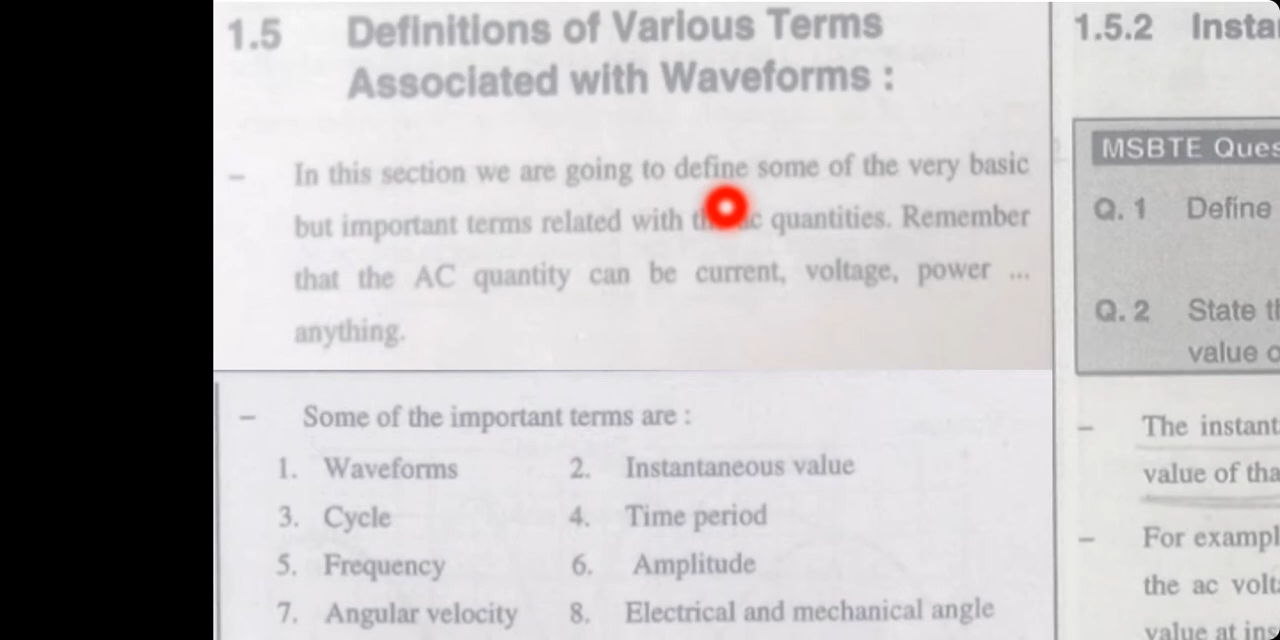 1.5 Definitions of Various Terms
Associated with Waveforms :
– In this section we are going to define some of the very basic
but important terms related with quantities. Remember
that the AC quantity can be current, voltage, power ...
anything.
– Some of the important terms are :
1. Waveforms 2. Instantaneous value
3. Cycle 4. Time period
5. Frequency 6. Amplitude
7. Angular velocity 8. Electrical and mechanical angle
1.5.2
MSBTE
Q. 1 Define
Q. 2 State
value
– The
value of
– For
the ac
value at